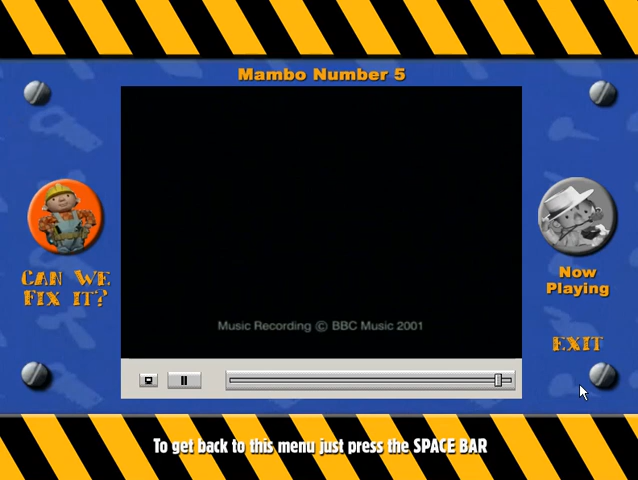 Mambo Number 5
Music Recording © BBC Music 2001
CAN WE
FIX IT?
Now
Playing
EXIT
To get back to this menu just press the SPACE BAR